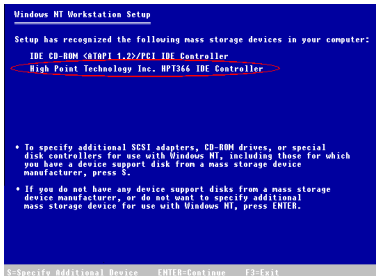 Windows NT Workstation Setup
Setup has recognized the following mass storage devices in your computer:
IDE CD-ROM (ATAPI 1.2)/PCI IDE Controller
High Point Technology Inc. HPT366 IDE Controller
• To specify additional SCSI adapters, CD-ROM drives, or special
disk controllers for use with Windows NT, including those for which
you have a device support disk from a mass storage device
manufacturer, press S.
• If you do not have any device support disks from a mass storage
device manufacturer, or do not want to specify additional
mass storage device for use with Windows NT, press ENTER.
S=Specify Additional Device ENTER=Continue F3=Exit